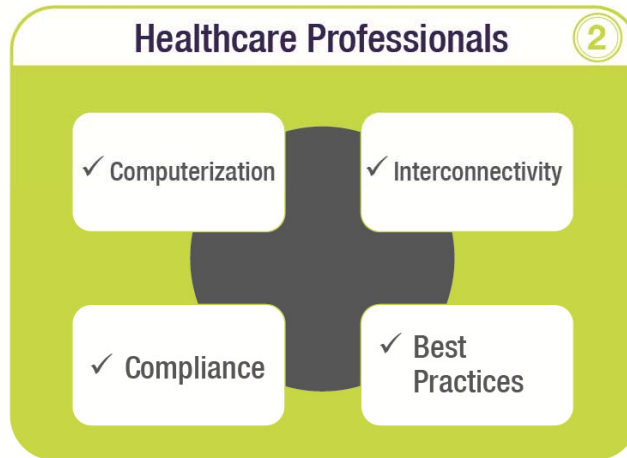 Healthcare Professionals
2
✓ Computerization
✓ Interconnectivity
✓ Compliance
✓ Best
Practices